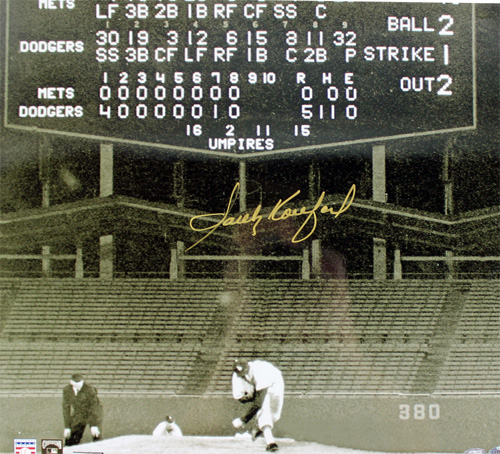 METS
LF 3B 2B 1B RF CF SS C
1 2 3 4 5 6 7 8 9
30 19 3 12 6 15 8 11 32
DODGERS
SS 3B CF LF RF 1B C 2B P
BALL 2
STRIKE 1
OUT 2
1 2 3 4 5 6 7 8 9 10 R H E
METS 0 0 0 0 0 0 0 0 0 0 0
DODGERS 4 0 0 0 0 0 1 0 5 11 0
16 2 11 15
UMPIRES
Sandy Koufax
380